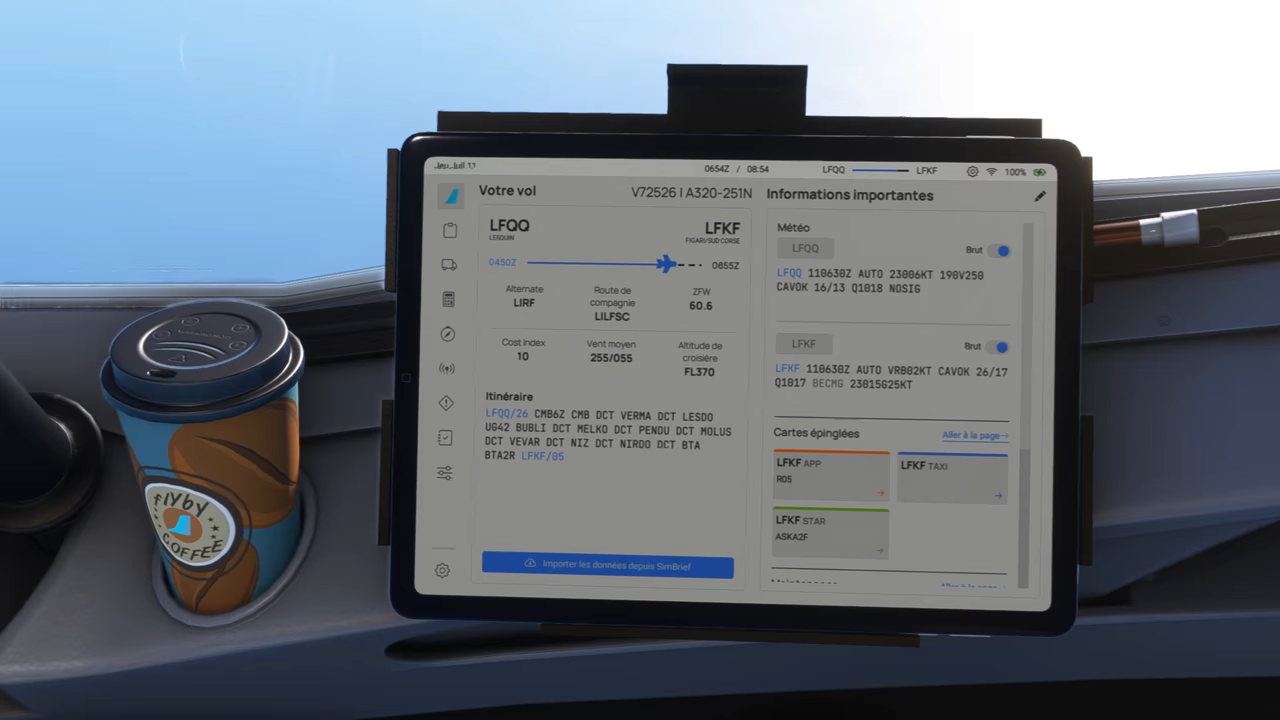 0654Z / 08:54
LFQQ LFKF
100%
Votre vol
V72526 | A320-251N
LFQQ
LESQUIN
LFKF
FIGARI/SUD CORSE
0450Z
0655Z
Alternate
LIRF
Route de
compagnie
LILFSC
ZFW
60.6
Cost Index
10
Vent moyen
255/055
Altitude de
croisière
FL370
Itinéraire
LFQQ/26 CMB6Z CMB DCT VERMA DCT LESDO
UG42 BUBLI DCT MELKO DCT PENDU DCT MOLUS
DCT VEVAR DCT NIZ DCT NIRDO DCT BTA
BTA2R LFKF/05
Importer les données depuis SimBrief
Informations importantes
Météo
LFQQ
Brut
LFQQ 110630Z AUTO 23006KT 190V250
CAVOK 16/13 Q1018 NOSIG
LFKF
Brut
LFKF 110630Z AUTO VRB02KT CAVOK 26/17
Q1017 BECMG 23015G25KT
Cartes épinglées
Aller à la page→
LFKF APP
R05
LFKF TAXI
LFKF STAR
ASKA2F
flyby
COFFEE